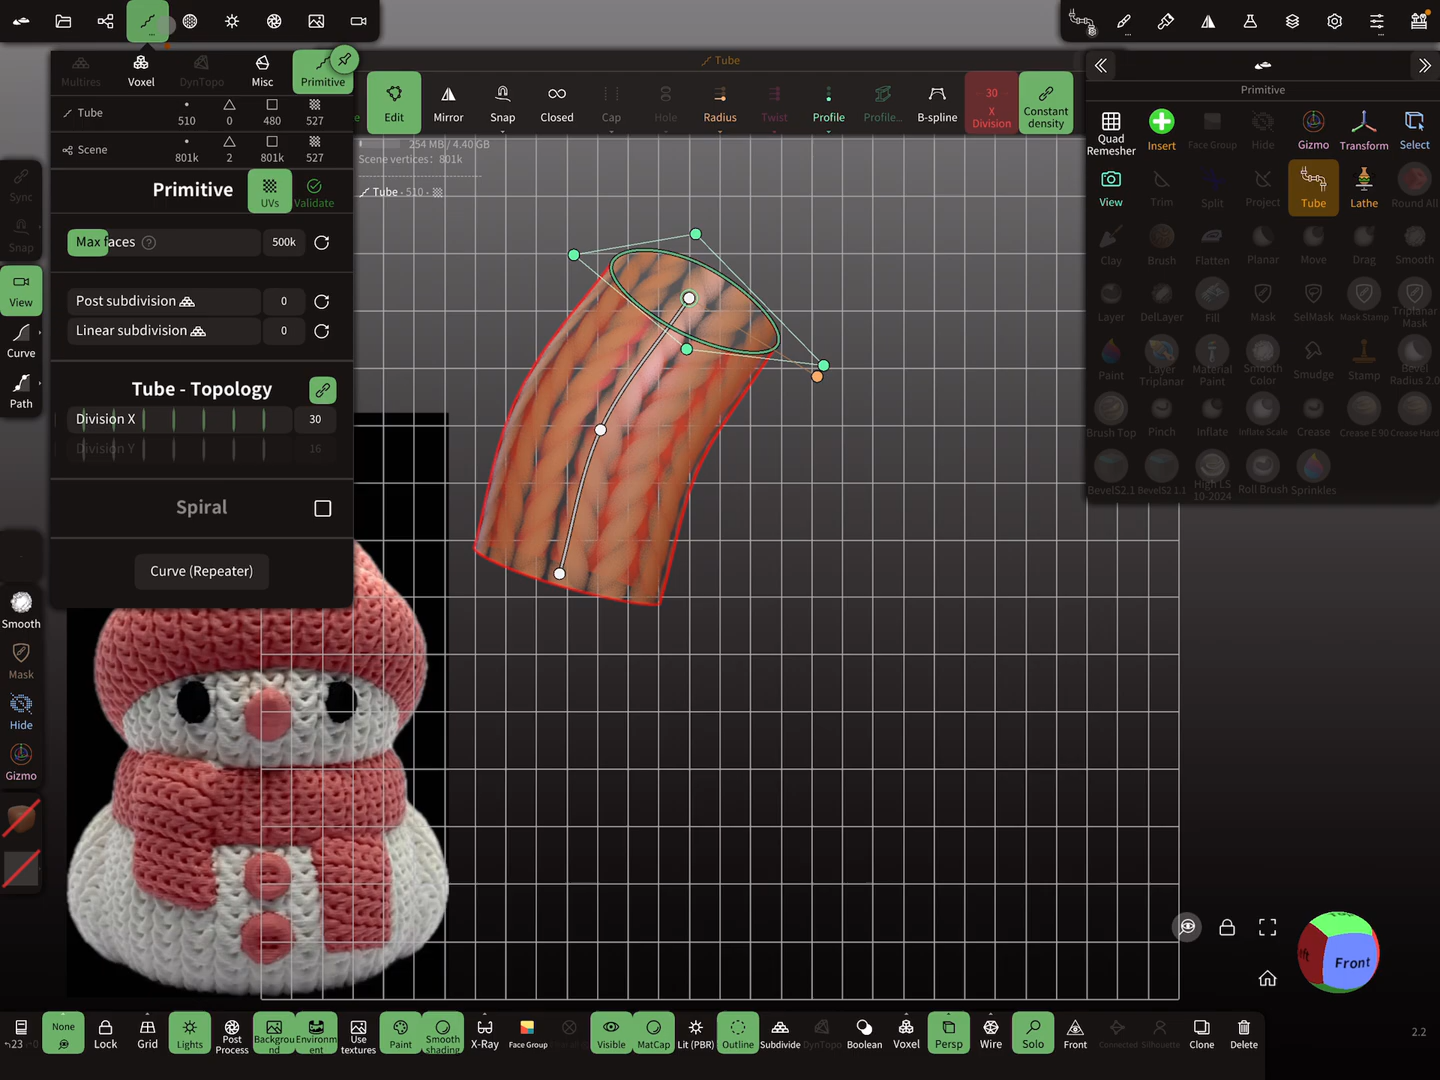 Multires
Voxel
DynTopo
Misc
Primitive
Tube
510
0
480
527
Scene
801k
2
801k
527
Primitive
UVs
Validate
Max faces
?
500k
Post subdivision
0
Linear subdivision
0
Tube - Topology
Division X
30
Division Y
16
Spiral
Curve (Repeater)
Tube
Edit
Mirror
Snap
Closed
Cap
Hole
Radius
Twist
Profile
Profile...
B-spline
30
X
Division
Constant
density
254 MB / 4.40 GB
Scene vertices: 801k
Tube · 510 ·
Primitive
Quad
Remesher
Insert
Face Group
Hide
Gizmo
Transform
Select
View
Trim
Split
Project
Tube
Lathe
Round All
Clay
Brush
Flatten
Planar
Move
Drag
Smooth
Layer
DelLayer
Fill
Mask
SelMask
Mask Stamp
Triplanar
Mask
Paint
Layer
Triplanar
Material
Paint
Smooth
Color
Smudge
Stamp
Bevel
Radius 2.0
Brush Top
Pinch
Inflate
Inflate Scale
Crease
Crease E 90
Crease Hard
BevelS2.1
BevelS2 1.1
High LS
10-2024
Roll Brush
Sprinkles
Sync
Snap
View
Curve
Path
Smooth
Mask
Hide
Gizmo
Front
2.2
None
Lock
Grid
Lights
Post
Process
Backgrou
nd
Environm
ent
Use
textures
Paint
Smooth
shading
X-Ray
Face Group
Visible
MatCap
Lit (PBR)
Outline
Subdivide
DynTopo
Boolean
Voxel
Persp
Wire
Solo
Front
Connected
Silhouette
Clone
Delete